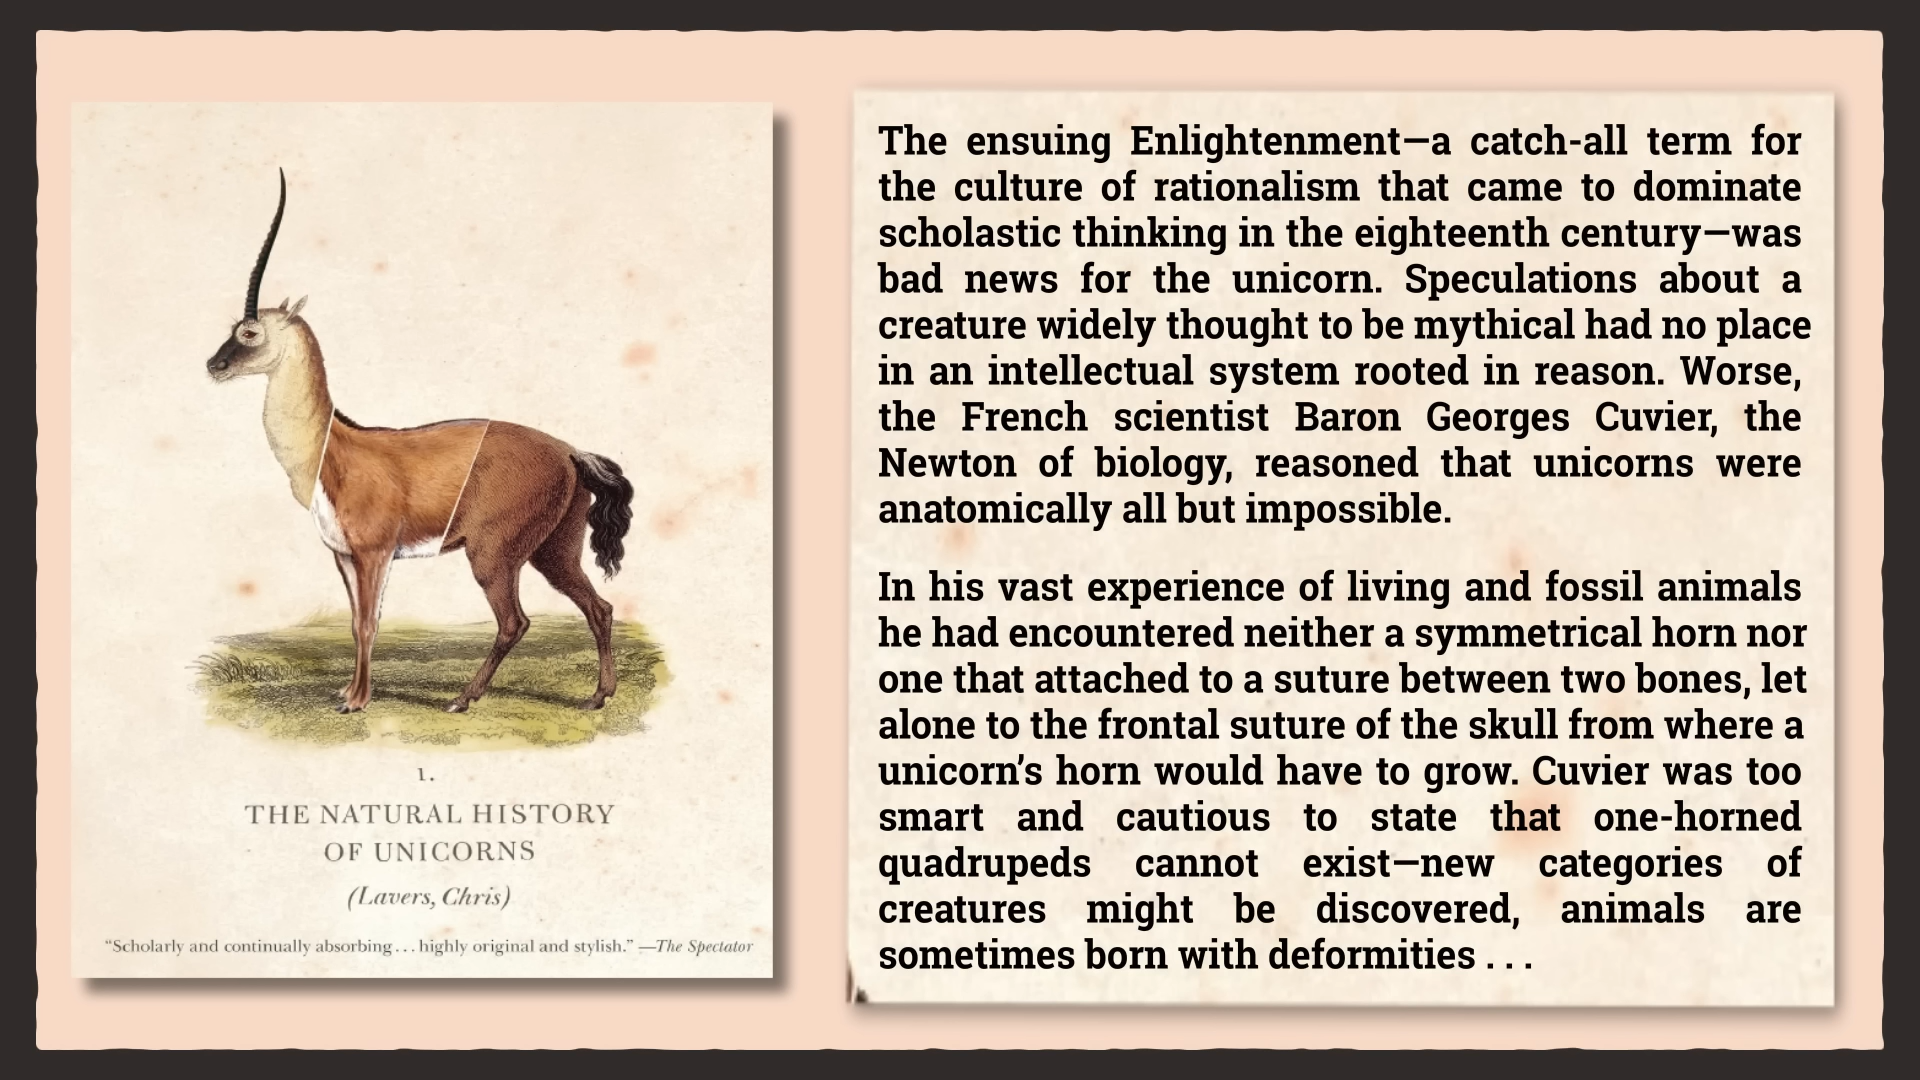 1.
THE NATURAL HISTORY
OF UNICORNS
(Lavers, Chris)
“Scholarly and continually absorbing . . . highly original and stylish.” —The Spectator
The ensuing Enlightenment—a catch-all term for
the culture of rationalism that came to dominate
scholastic thinking in the eighteenth century—was
bad news for the unicorn. Speculations about a
creature widely thought to be mythical had no place
in an intellectual system rooted in reason. Worse,
the French scientist Baron Georges Cuvier, the
Newton of biology, reasoned that unicorns were
anatomically all but impossible.
In his vast experience of living and fossil animals
he had encountered neither a symmetrical horn nor
one that attached to a suture between two bones, let
alone to the frontal suture of the skull from where a
unicorn’s horn would have to grow. Cuvier was too
smart and cautious to state that one-horned
quadrupeds cannot exist—new categories of
creatures might be discovered, animals are
sometimes born with deformities . . .